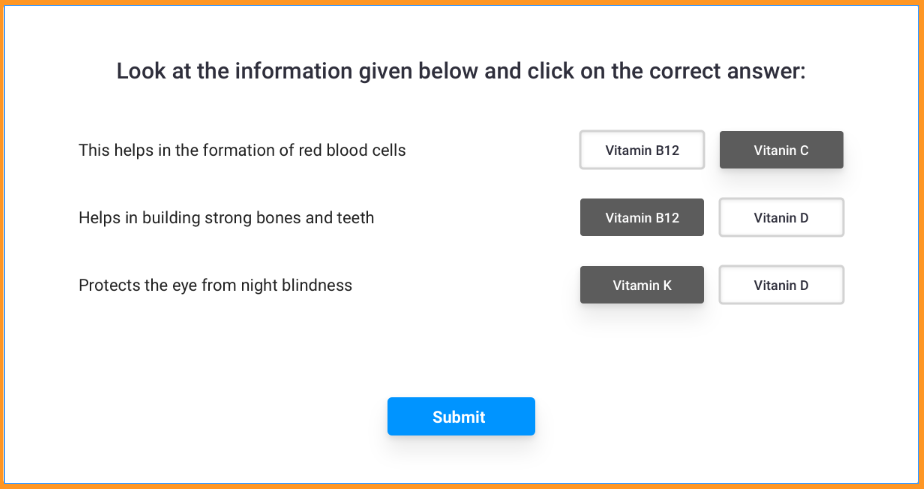 Look at the information given below and click on the correct answer:
This helps in the formation of red blood cells
Vitamin B12
Vitanin C
Helps in building strong bones and teeth
Vitamin B12
Vitanin D
Protects the eye from night blindness
Vitamin K
Vitanin D
Submit